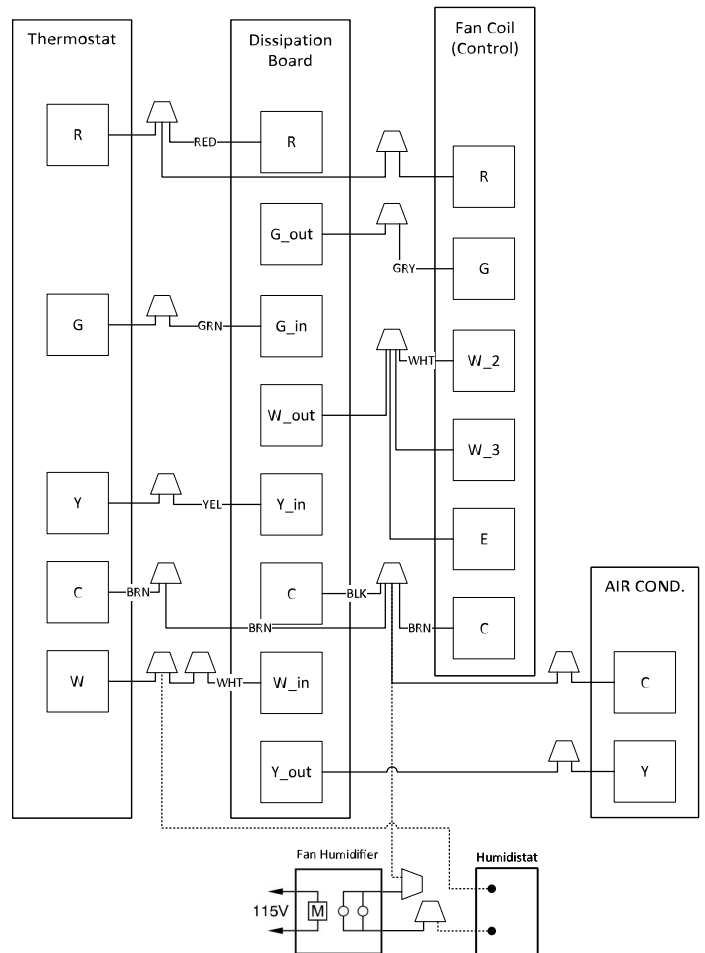 Thermostat
Dissipation
Board
Fan Coil
(Control)
R
RED
R
R
G_out
GRY
G
G
GRN
G_in
WHT
W_2
W_out
W_3
Y
YEL
Y_in
E
C
BRN
C
BLK
AIR COND.
BRN
BRN
C
W
WHT
W_in
C
Y_out
Y
Fan Humidifier
Humidistat
115V
M